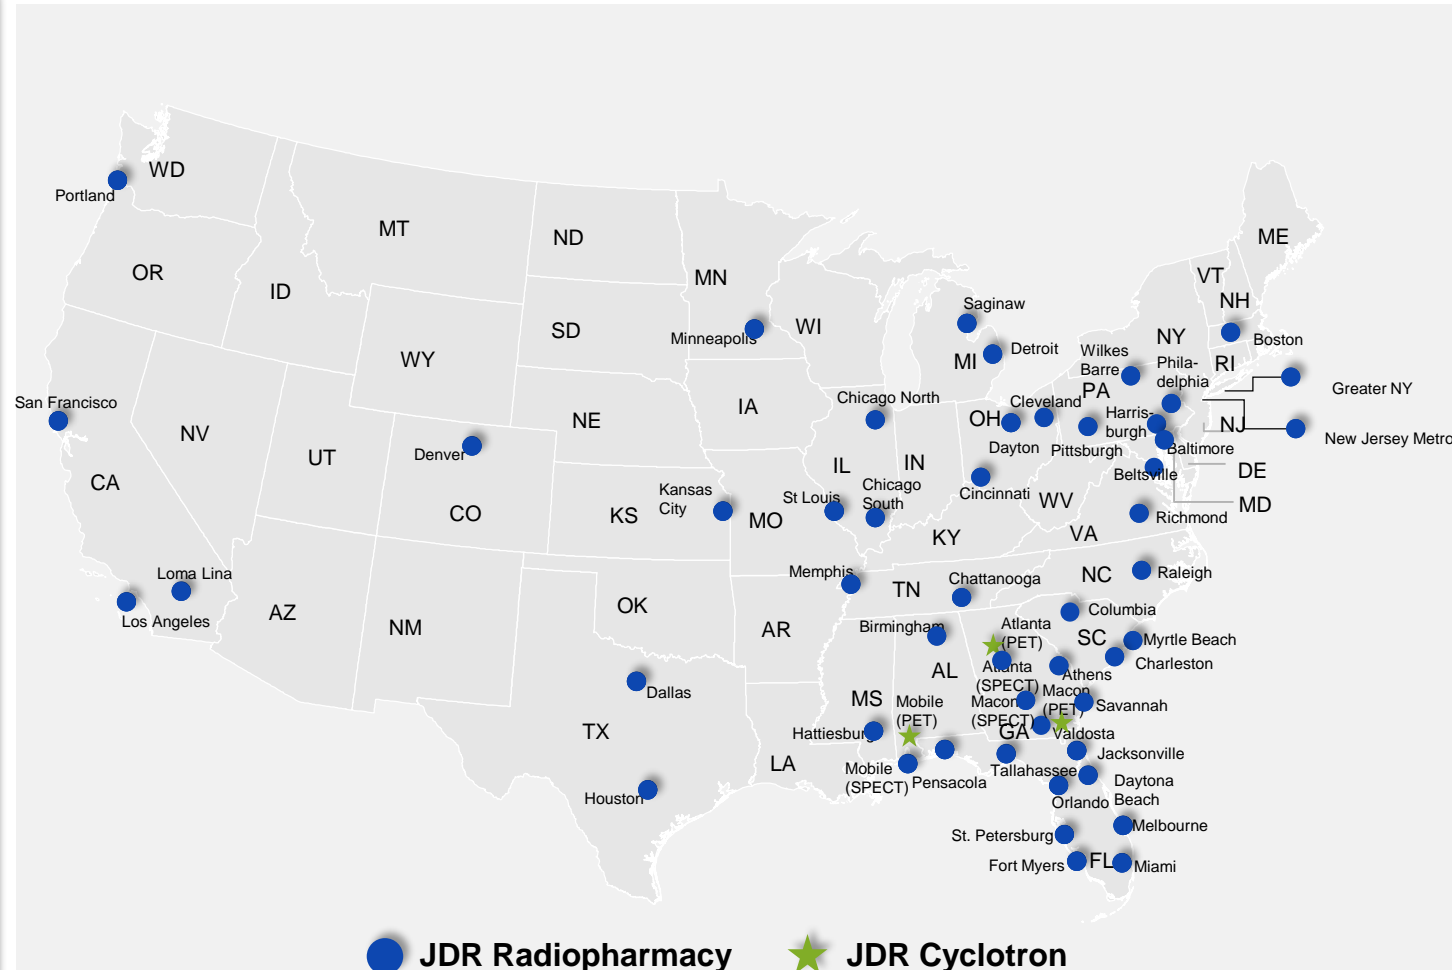 WD
Portland
MT
ND
ME
OR
ID
MN
VT
NH
Saginaw
SD
Minneapolis
WI
NY
Boston
WY
MI
Detroit
Wilkes
Barre
Phila-
delphia
RI
Greater NY
PA
San Francisco
Chicago North
Cleveland
IA
NE
OH
Harris-
burgh
NJ
New Jersey Metro
NV
UT
Denver
Dayton
Pittsburgh
Baltimore
CA
IL
IN
Beltsville
DE
Kansas
City
St Louis
Chicago
South
Cincinnati
WV
MD
CO
KS
MO
Richmond
KY
VA
Loma Lina
Memphis
Chattanooga
NC
Raleigh
TN
Los Angeles
AZ
NM
OK
AR
Birmingham
Atlanta
(PET)
Columbia
SC
Myrtle Beach
AL
Atlanta
(SPECT)
Athens
Charleston
Dallas
MS
Mobile
(PET)
Macon
(SPECT)
Macon
(PET)
Savannah
TX
Hattiesburg
GA
Valdosta
LA
Mobile
(SPECT)
Pensacola
Tallahassee
Jacksonville
Daytona
Beach
Houston
Orlando
Melbourne
St. Petersburg
Fort Myers
FL
Miami
JDR Radiopharmacy
JDR Cyclotron